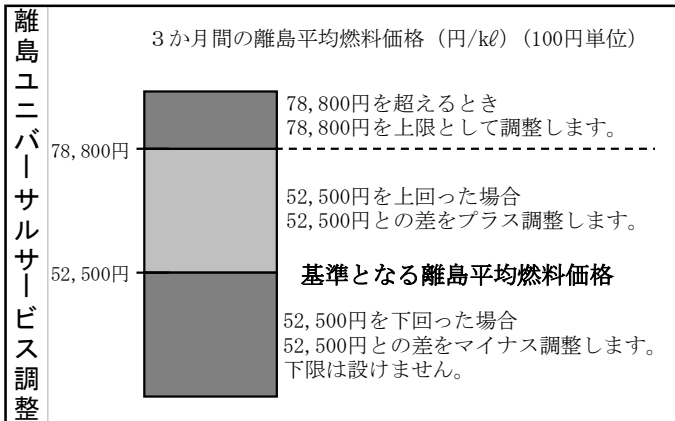 離島ユニバーサルサービス調整
3か月間の離島平均燃料価格（円/kℓ）（100円単位）
78,800円を超えるとき
78,800円を上限として調整します。
78,800円
52,500円を上回った場合
52,500円との差をプラス調整します。
52,500円
基準となる離島平均燃料価格
52,500円を下回った場合
52,500円との差をマイナス調整します。
下限は設けません。